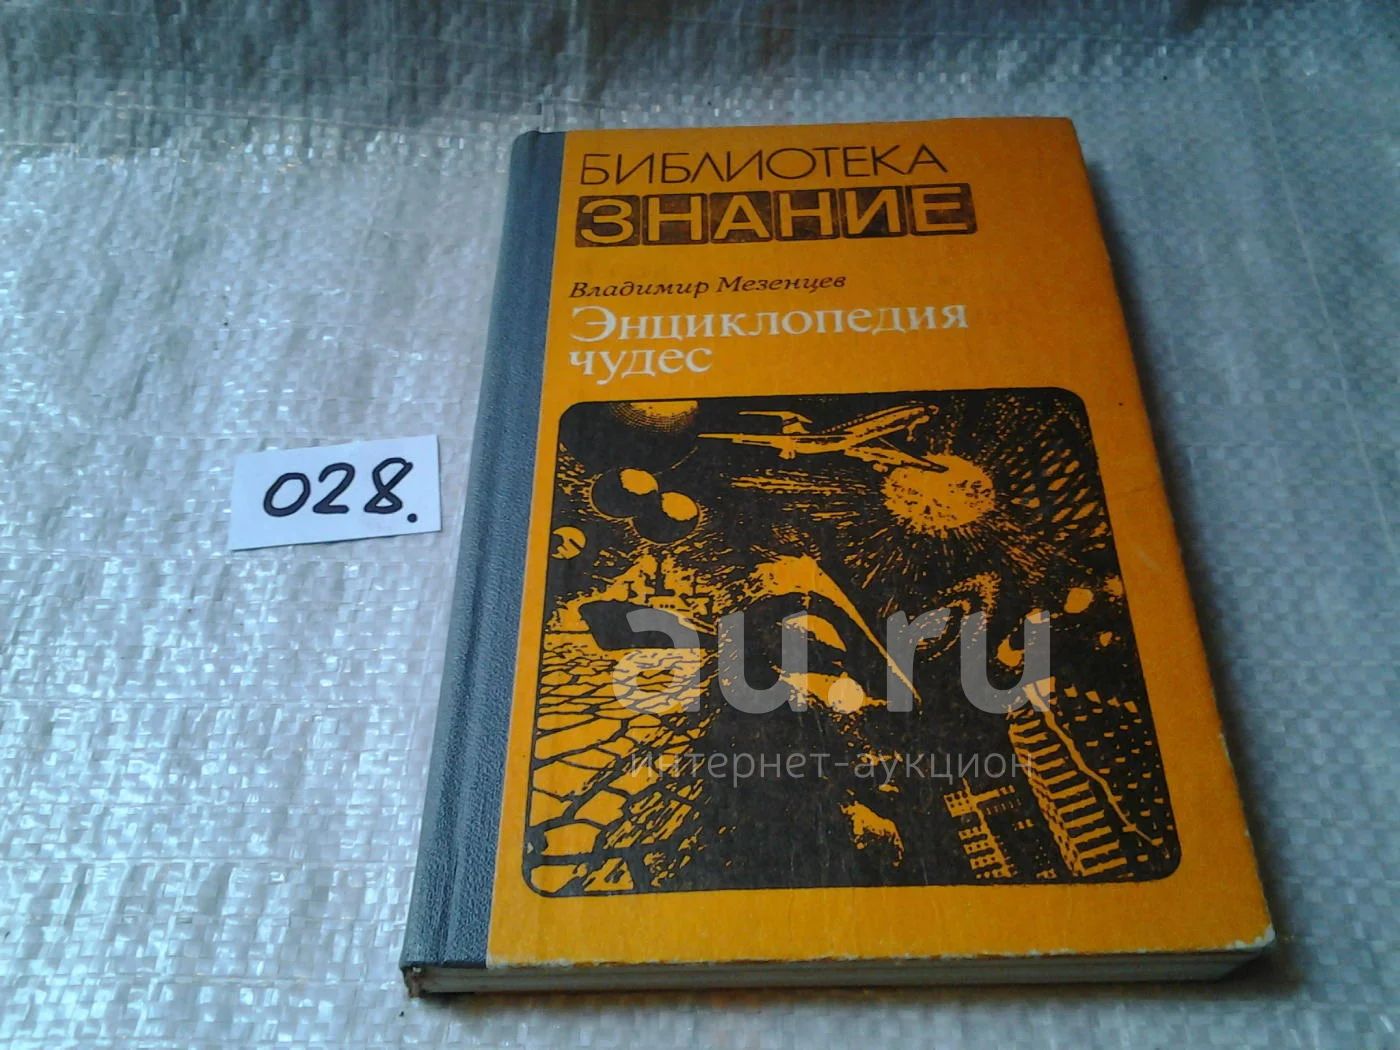 БИБЛИОТЕКА
ЗНАНИЕ
Владимир Мезенцев
Энциклопедия
чудес
028.
au.ru
интернет-аукцион